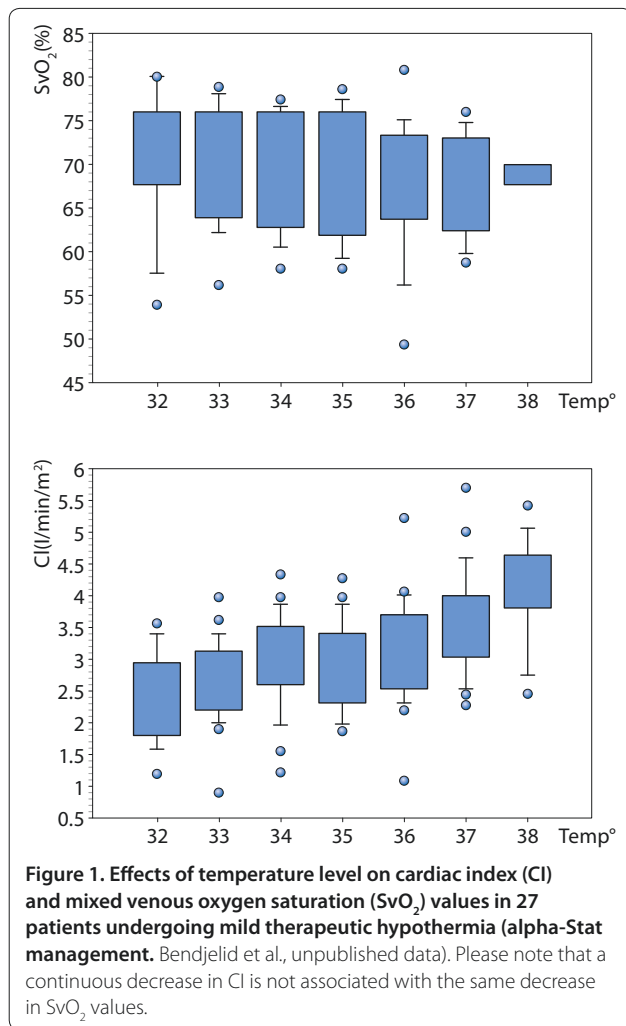 SvO₂(%)
85
80
75
70
65
60
55
50
45
32 33 34 35 36 37 38 Temp°
CI(l/min/m²)
6
5.5
5
4.5
4
3.5
3
2.5
2
1.5
1
0.5
32 33 34 35 36 37 38 Temp°
Figure 1. Effects of temperature level on cardiac index (CI)
and mixed venous oxygen saturation (SvO₂) values in 27
patients undergoing mild therapeutic hypothermia (alpha-Stat
management. Bendjelid et al., unpublished data). Please note that a
continuous decrease in CI is not associated with the same decrease
in SvO₂ values.